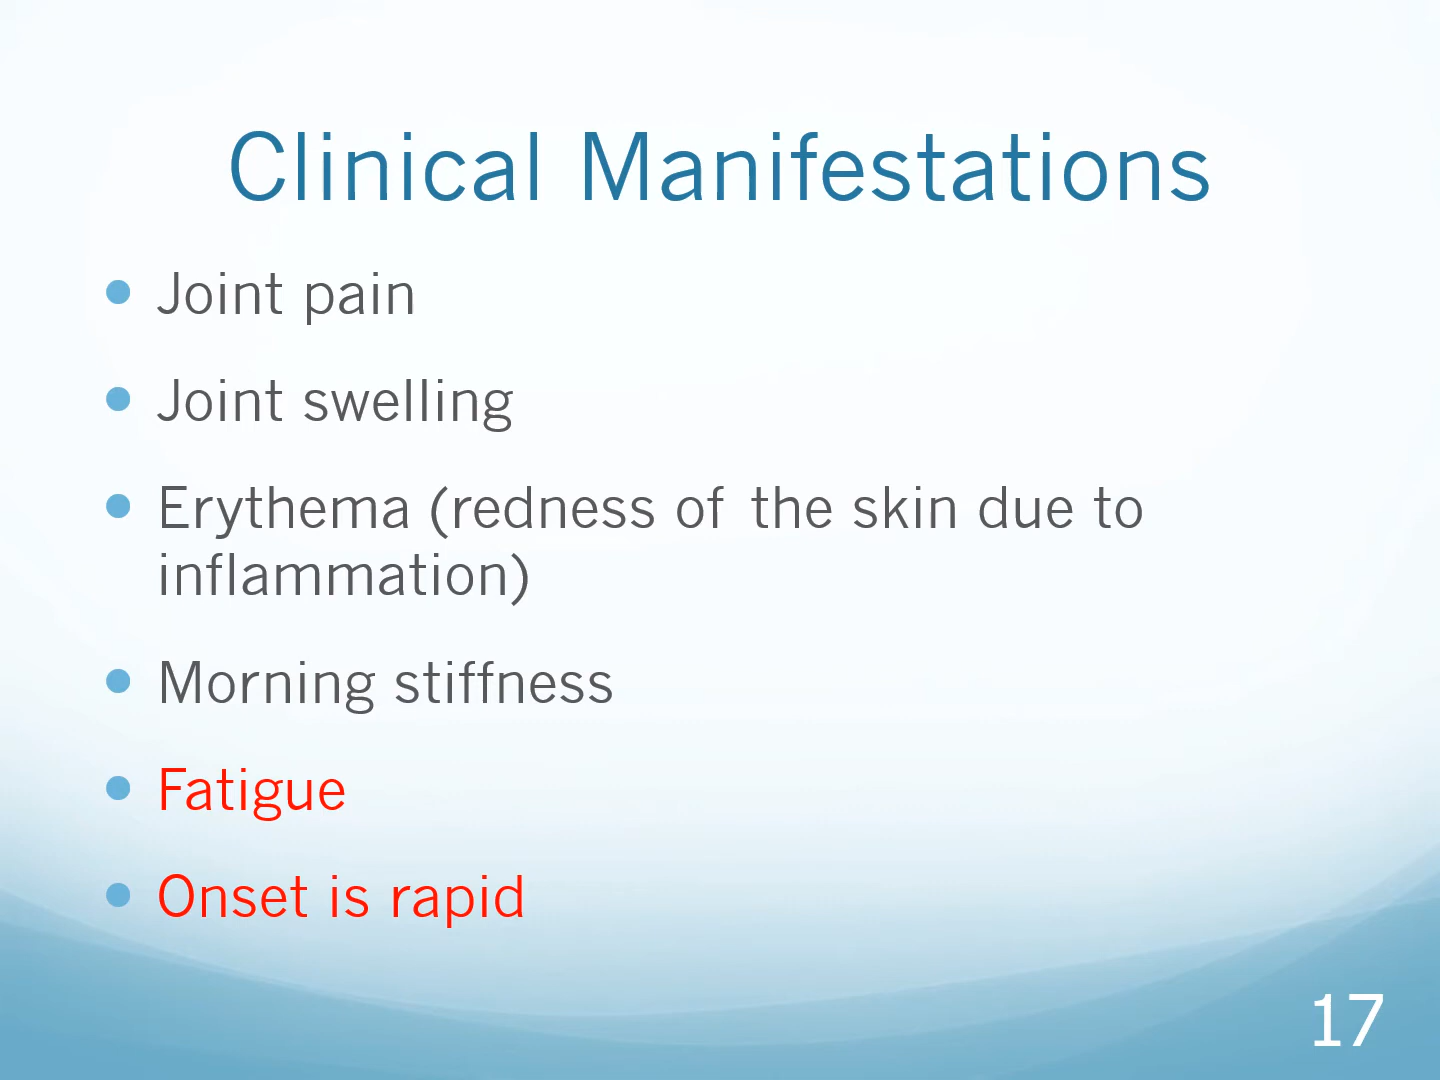 Clinical Manifestations
Joint pain
Joint swelling
Erythema (redness of the skin due to
inflammation)
Morning stiffness
Fatigue
Onset is rapid
17